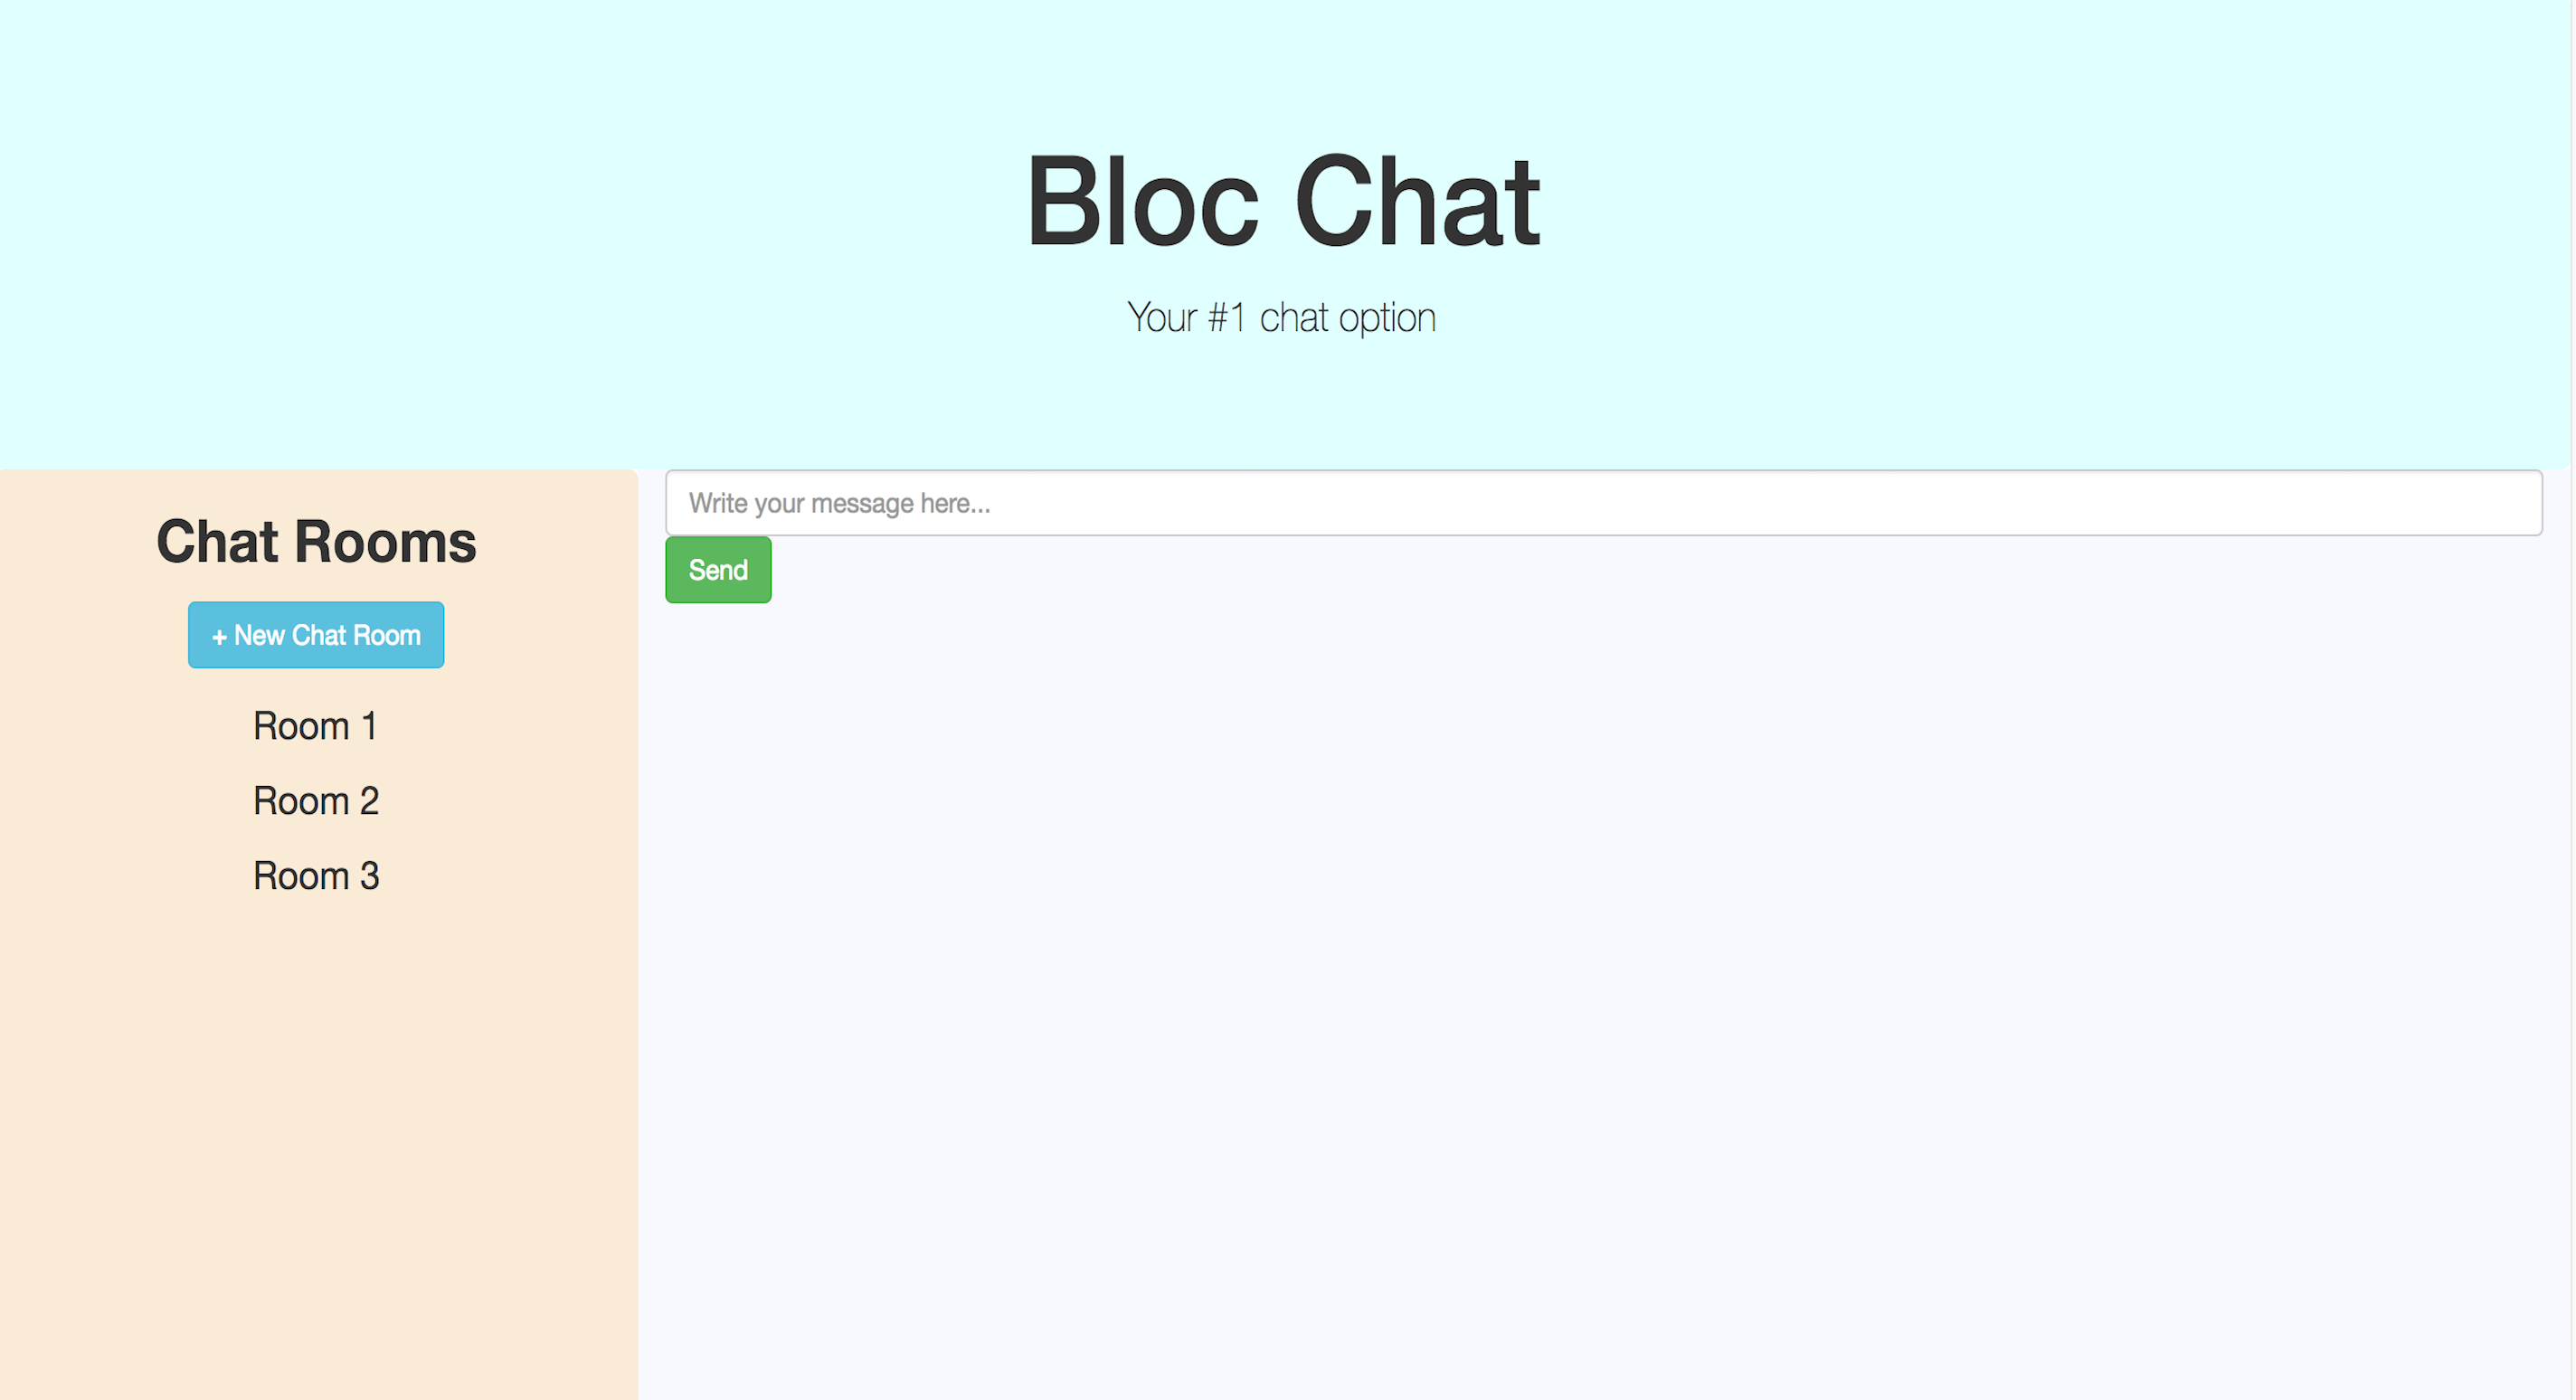 Bloc Chat
Your #1 chat option
Chat Rooms
+ New Chat Room
Room 1
Room 2
Room 3
Write your message here...
Send